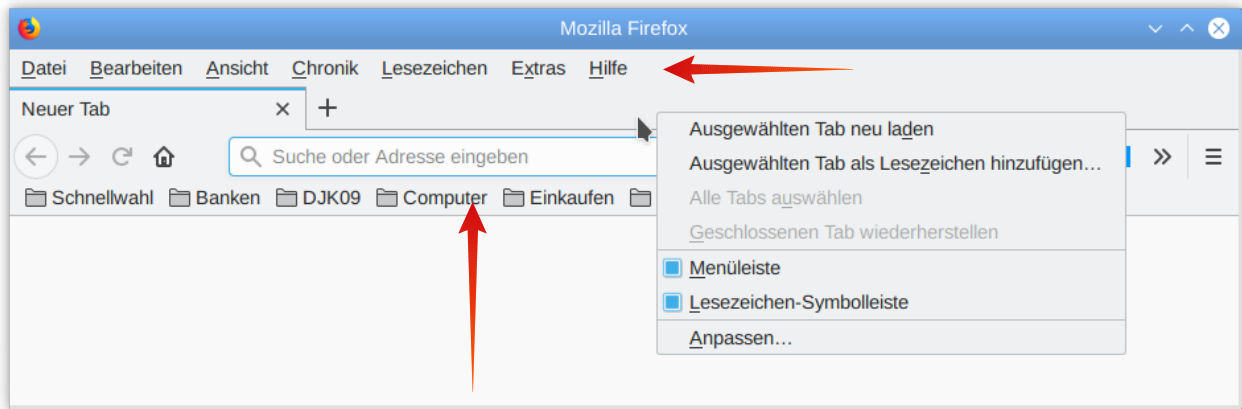 Mozilla Firefox
Datei Bearbeiten Ansicht Chronik Lesezeichen Extras Hilfe
Neuer Tab
Suche oder Adresse eingeben
Schnellwahl Banken DJK09 Computer Einkaufen
Ausgewählten Tab neu laden
Ausgewählten Tab als Lesezeichen hinzufügen…
Alle Tabs auswählen
Geschlossenen Tab wiederherstellen
Menüleiste
Lesezeichen-Symbolleiste
Anpassen…